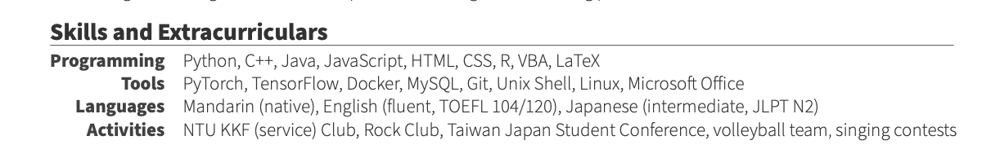 Skills and Extracurriculars
Programming Python, C++, Java, JavaScript, HTML, CSS, R, VBA, LaTeX
Tools PyTorch, TensorFlow, Docker, MySQL, Git, Unix Shell, Linux, Microsoft Office
Languages Mandarin (native), English (fluent, TOEFL 104/120), Japanese (intermediate, JLPT N2)
Activities NTU KKF (service) Club, Rock Club, Taiwan Japan Student Conference, volleyball team, singing contests